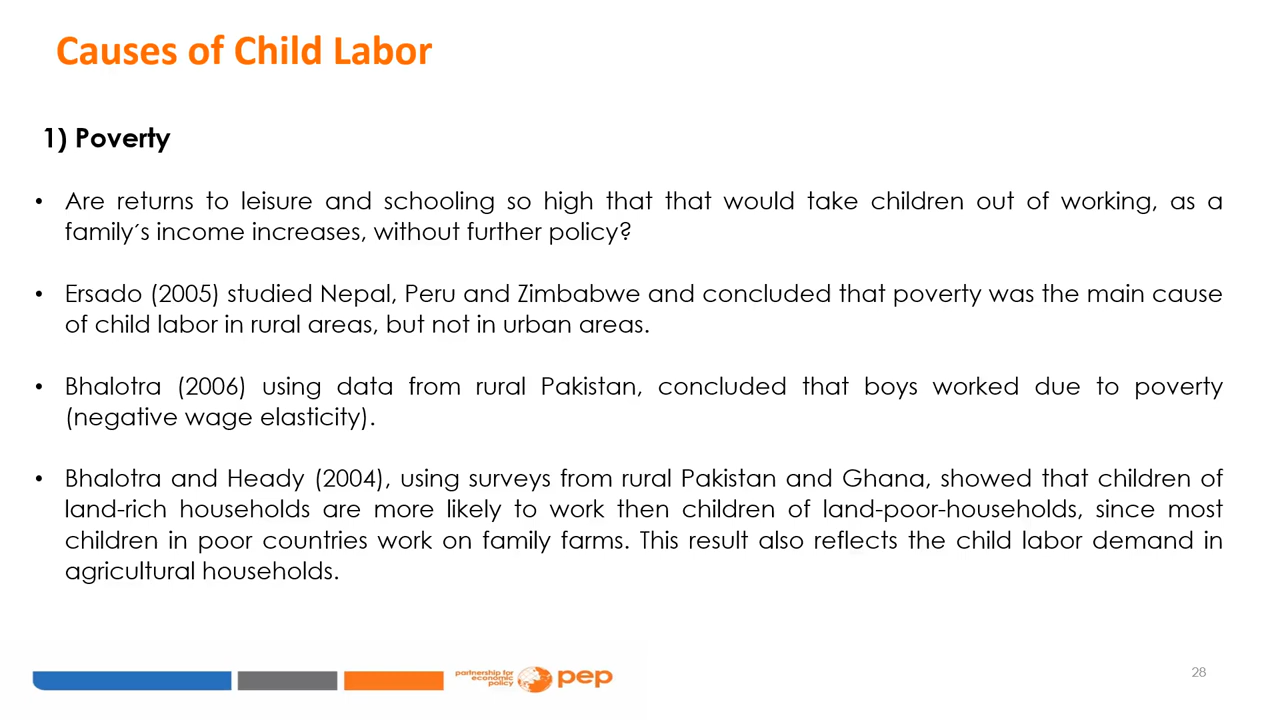 Causes of Child Labor
1) Poverty
• Are returns to leisure and schooling so high that that would take children out of working, as a
family´s income increases, without further policy?
• Ersado (2005) studied Nepal, Peru and Zimbabwe and concluded that poverty was the main cause
of child labor in rural areas, but not in urban areas.
• Bhalotra (2006) using data from rural Pakistan, concluded that boys worked due to poverty
(negative wage elasticity).
• Bhalotra and Heady (2004), using surveys from rural Pakistan and Ghana, showed that children of
land-rich households are more likely to work then children of land-poor-households, since most
children in poor countries work on family farms. This result also reflects the child labor demand in
agricultural households.
partnership for
economic
policy
pep
28